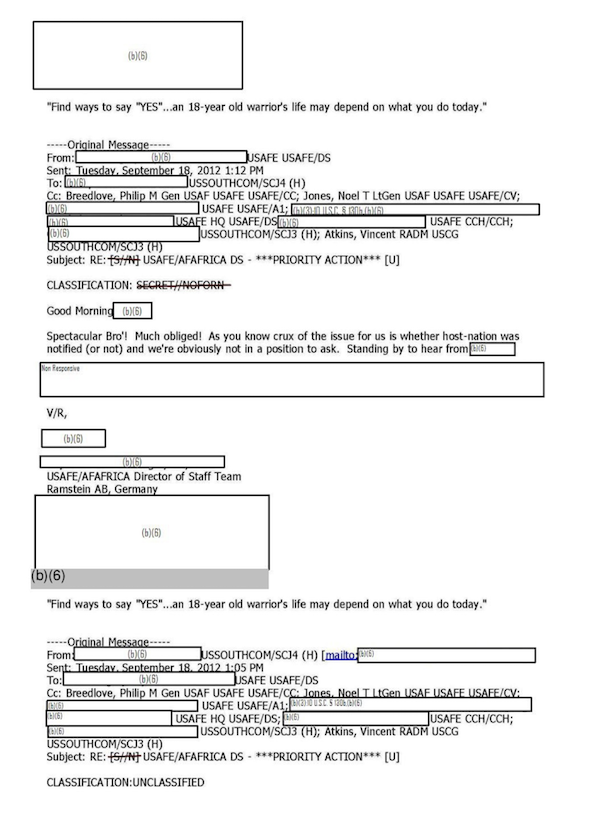 (b)(6)
"Find ways to say "YES"...an 18-year old warrior's life may depend on what you do today."
-----Original Message-----
From: (b)(6) USAFE USAFE/DS
Sent: Tuesday, September 18, 2012 1:12 PM
To: (b)(6) USSOUTHCOM/SCJ4 (H)
Cc: Breedlove, Philip M Gen USAF USAFE USAFE/CC; Jones, Noel T LtGen USAF USAFE USAFE/CV;
(b)(6) USAFE USAFE/A1; (b)(3):10 U.S.C. § 130b,(b)(6)
(b)(6) USAFE HQ USAFE/DS (b)(6) USAFE CCH/CCH;
(b)(6) USSOUTHCOM/SCJ3 (H); Atkins, Vincent RADM USCG
USSOUTHCOM/SCJ3 (H)
Subject: RE: [S//N] USAFE/AFAFRICA DS - ***PRIORITY ACTION*** [U]
CLASSIFICATION: SECRET//NOFORN
Good Morning (b)(6)
Spectacular Bro'! Much obliged! As you know crux of the issue for us is whether host-nation was
notified (or not) and we're obviously not in a position to ask. Standing by to hear from (b)(6)
Non Responsive
V/R,
(b)(6)
(b)(6)
USAFE/AFAFRICA Director of Staff Team
Ramstein AB, Germany
(b)(6)
(b)(6)
"Find ways to say "YES"...an 18-year old warrior's life may depend on what you do today."
-----Original Message-----
From: (b)(6) USSOUTHCOM/SCJ4 (H) [mailto: (b)(6)
Sent: Tuesday, September 18, 2012 1:05 PM
To: (b)(6) USAFE USAFE/DS
Cc: Breedlove, Philip M Gen USAF USAFE USAFE/CC; Jones, Noel T LtGen USAF USAFE USAFE/CV;
(b)(6) USAFE USAFE/A1; (b)(3):10 U.S.C. § 130b,(b)(6)
(b)(6) USAFE HQ USAFE/DS; (b)(6) USAFE CCH/CCH;
(b)(6) USSOUTHCOM/SCJ3 (H); Atkins, Vincent RADM USCG
USSOUTHCOM/SCJ3 (H)
Subject: RE: [S//N] USAFE/AFAFRICA DS - ***PRIORITY ACTION*** [U]
CLASSIFICATION:UNCLASSIFIED